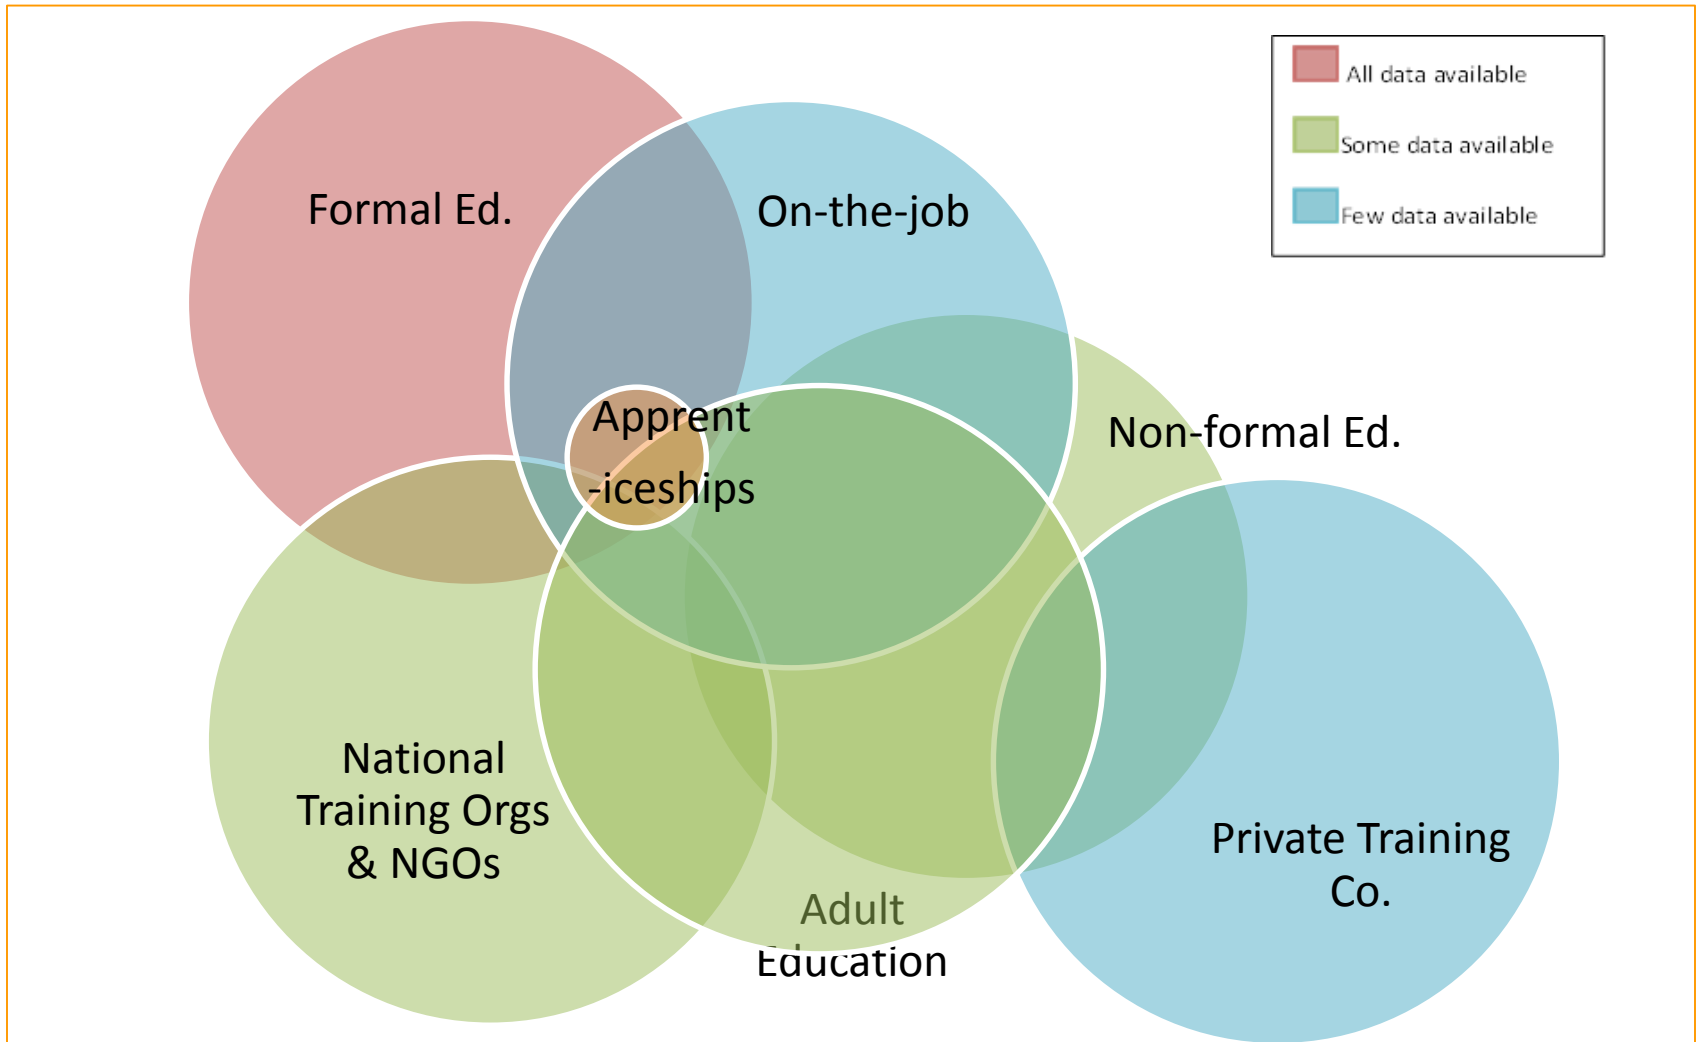 All data available
Some data available
Few data available
Formal Ed.
On-the-job
Apprent
-iceships
Non-formal Ed.
National
Training Orgs
& NGOs
Private Training
Co.
Adult
Education